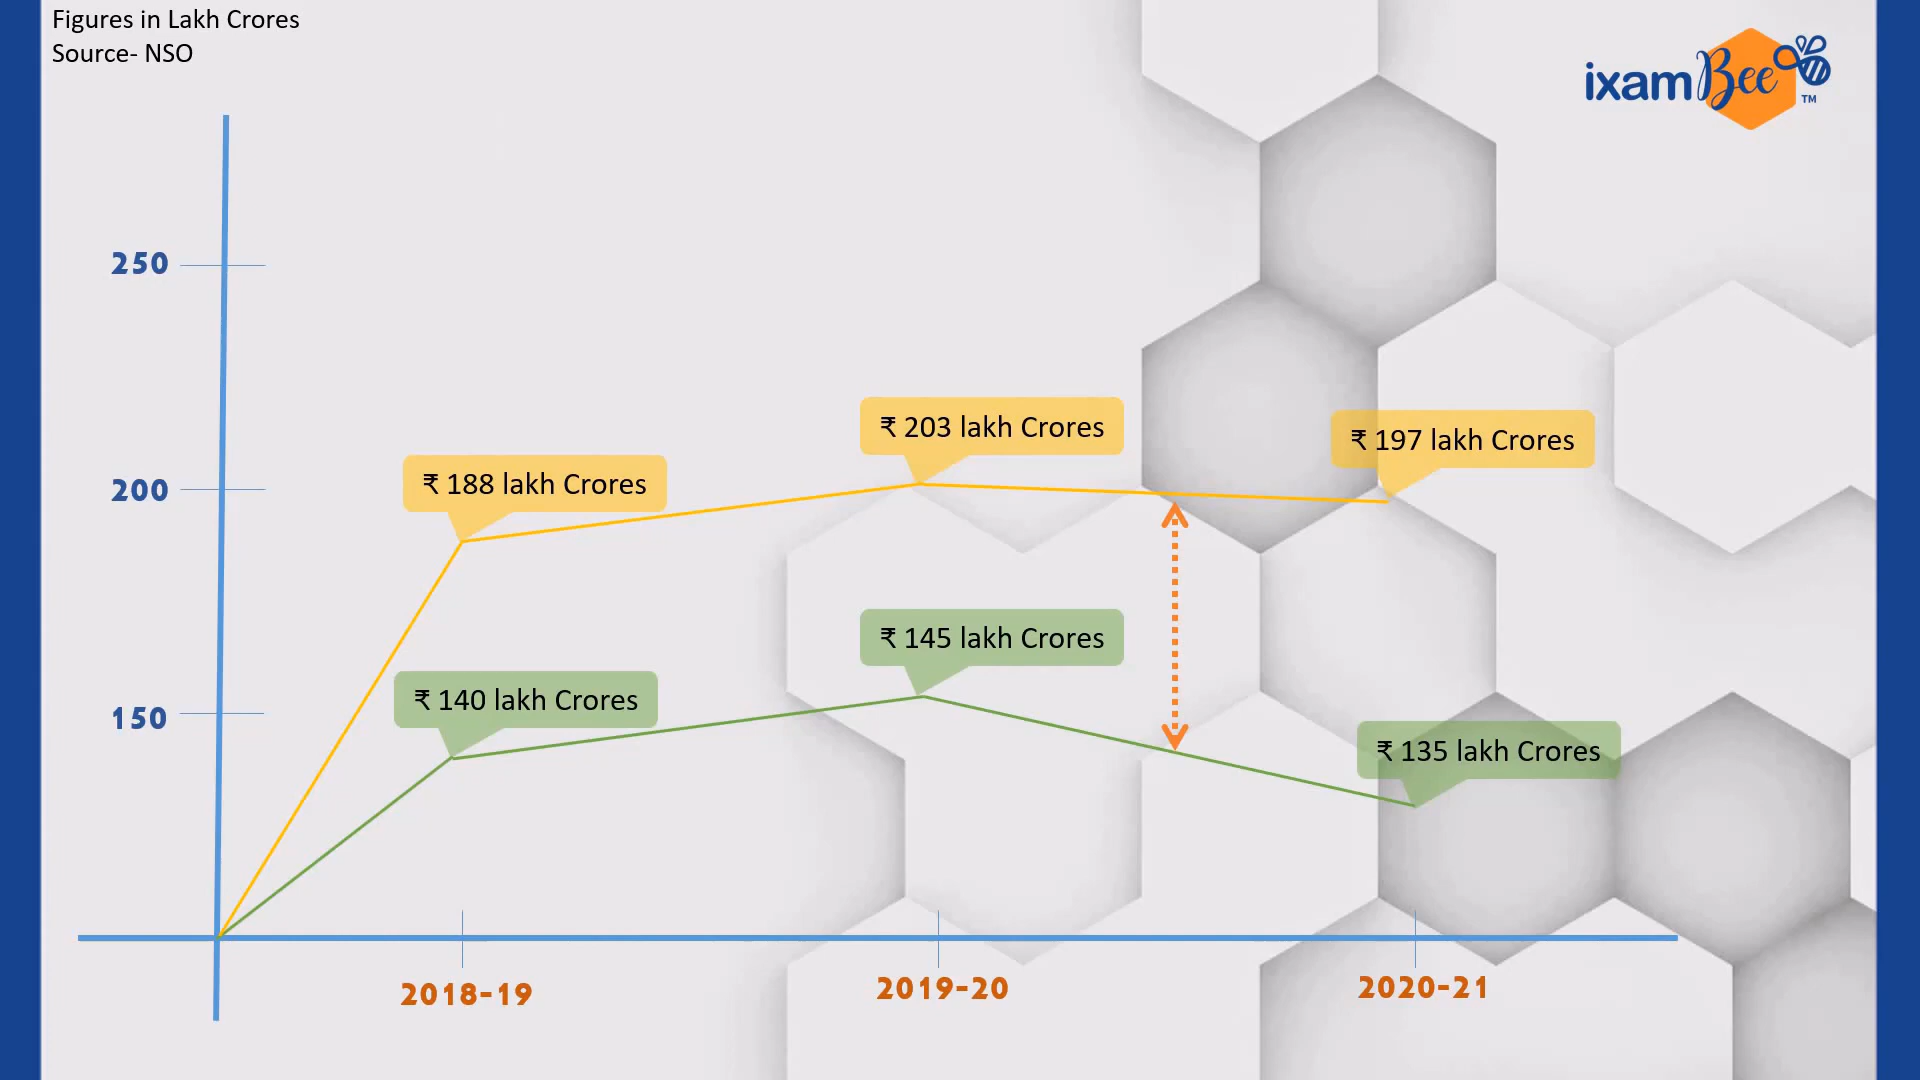 Figures in Lakh Crores
Source- NSO
ixamBee
TM
250
200
150
₹ 188 lakh Crores
₹ 203 lakh Crores
₹ 197 lakh Crores
₹ 140 lakh Crores
₹ 145 lakh Crores
₹ 135 lakh Crores
2018-19
2019-20
2020-21